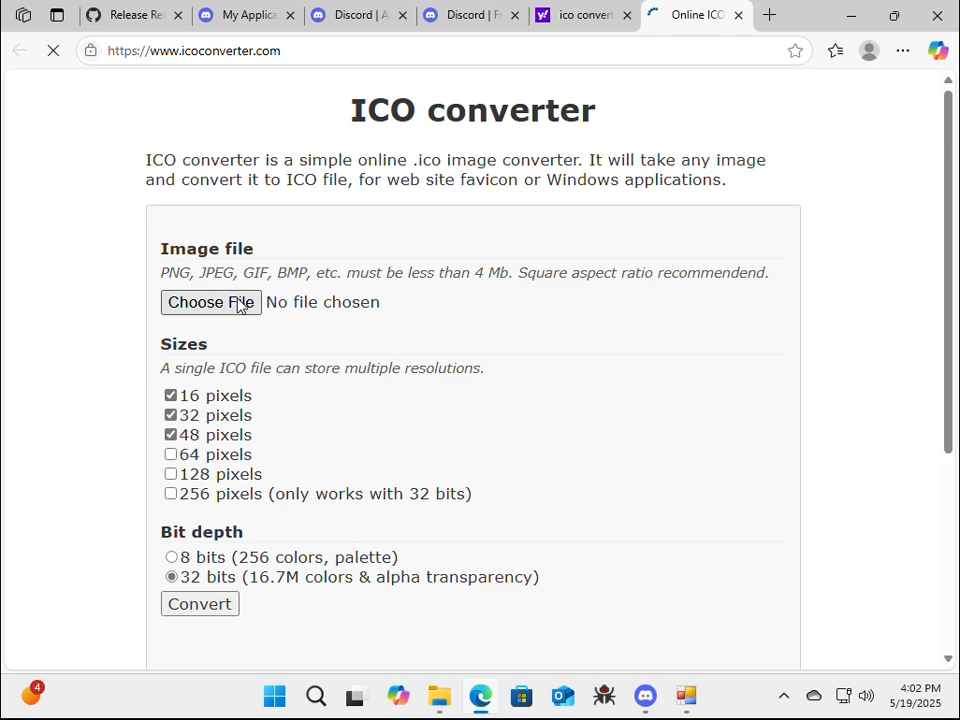 Release Re
My Applica
Discord | A
Discord | Fr
ico convert
Online ICO
https://www.icoconverter.com
ICO converter
ICO converter is a simple online .ico image converter. It will take any image
and convert it to ICO file, for web site favicon or Windows applications.
Image file
PNG, JPEG, GIF, BMP, etc. must be less than 4 Mb. Square aspect ratio recommendend.
Choose File No file chosen
Sizes
A single ICO file can store multiple resolutions.
16 pixels
32 pixels
48 pixels
64 pixels
128 pixels
256 pixels (only works with 32 bits)
Bit depth
8 bits (256 colors, palette)
32 bits (16.7M colors & alpha transparency)
Convert
4
4:02 PM
5/19/2025